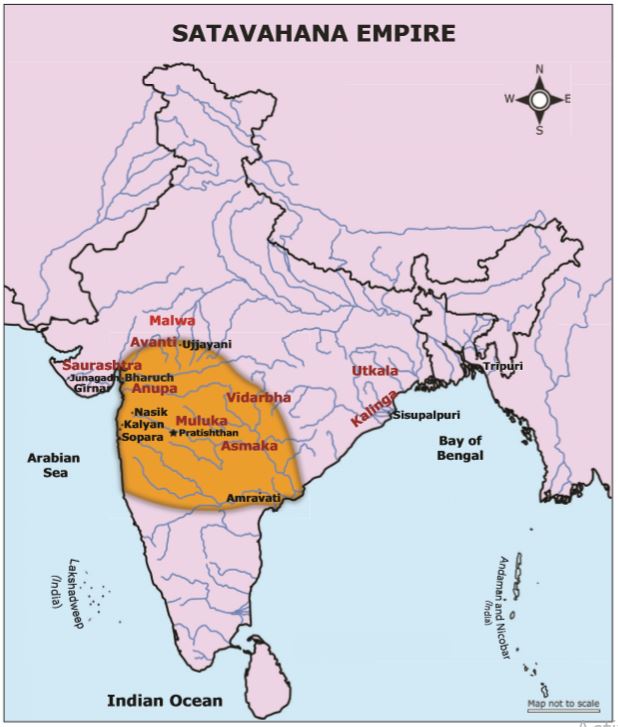 SATAVAHANA EMPIRE
N
W E
S
Malwa
Avanti Ujjayani
Saurashtra
Junagadh Bharuch
Girnar Anupa
Utkala
Tripuri
Vidarbha
Kalinga
Nasik
Sisupalpuri
Kalyan Muluka
Sopara Pratishthan
Asmaka
Bay of
Bengal
Arabian
Sea
Amravati
Lakshadweep
(India)
Andaman and Nicobar
(India)
Indian Ocean
Map not to scale